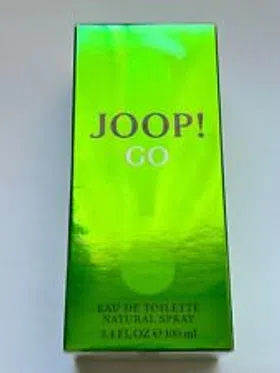 JOOP!
GO
EAU DE TOILETTE
NATURAL SPRAY
3.4 FL OZ ℮ 100 ml